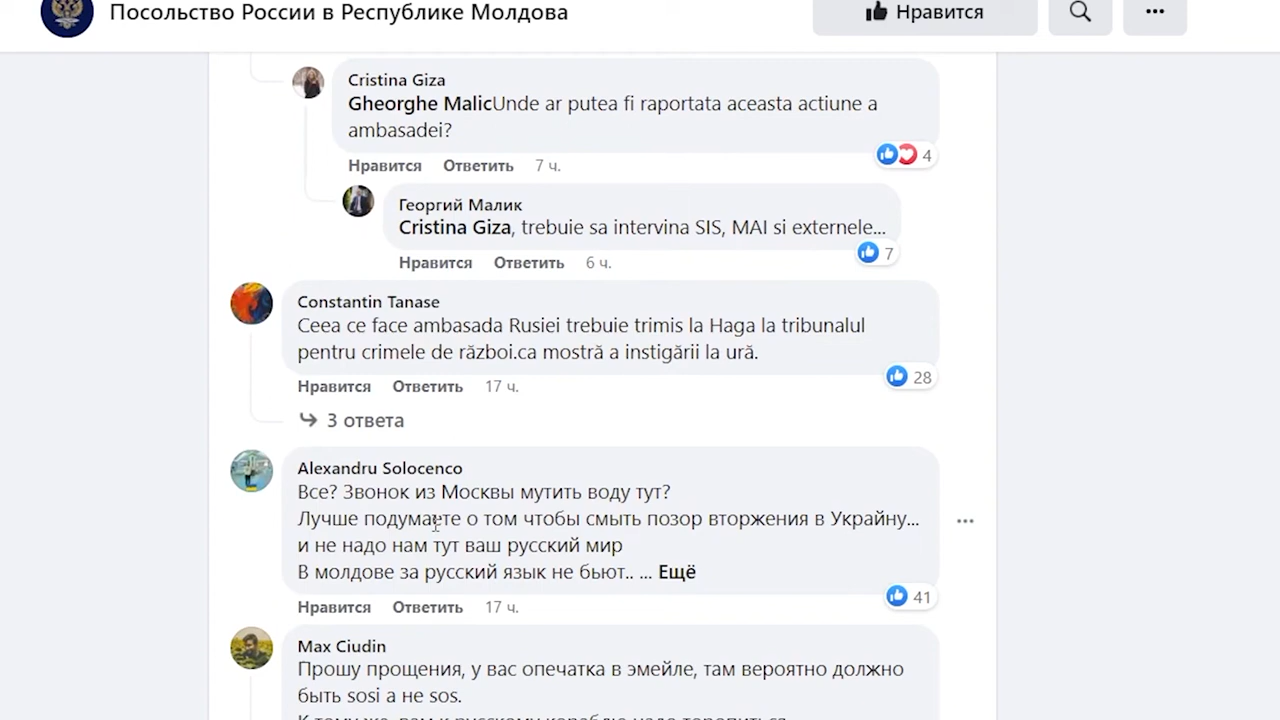 Посольство России в Республике Молдова
Нравится
Cristina Giza
Gheorghe MalicUnde ar putea fi raportata aceasta actiune a
ambasadei?
4
Нравится Ответить 7 ч.
Георгий Малик
Cristina Giza, trebuie sa intervina SIS, MAI si externele...
7
Нравится Ответить 6 ч.
Constantin Tanase
Ceea ce face ambasada Rusiei trebuie trimis la Haga la tribunalul
pentru crimele de război.ca mostră a instigării la ură.
28
Нравится Ответить 17 ч.
3 ответа
Alexandru Solocenco
Все? Звонок из Москвы мутить воду тут?
Лучше подумаете о том чтобы смыть позор вторжения в Украйну...
и не надо нам тут ваш русский мир
В молдове за русский язык не бьют.. ... Ещё
41
Нравится Ответить 17 ч.
Max Ciudin
Прошу прощения, у вас опечатка в эмейле, там вероятно должно
быть sosi а не sos.